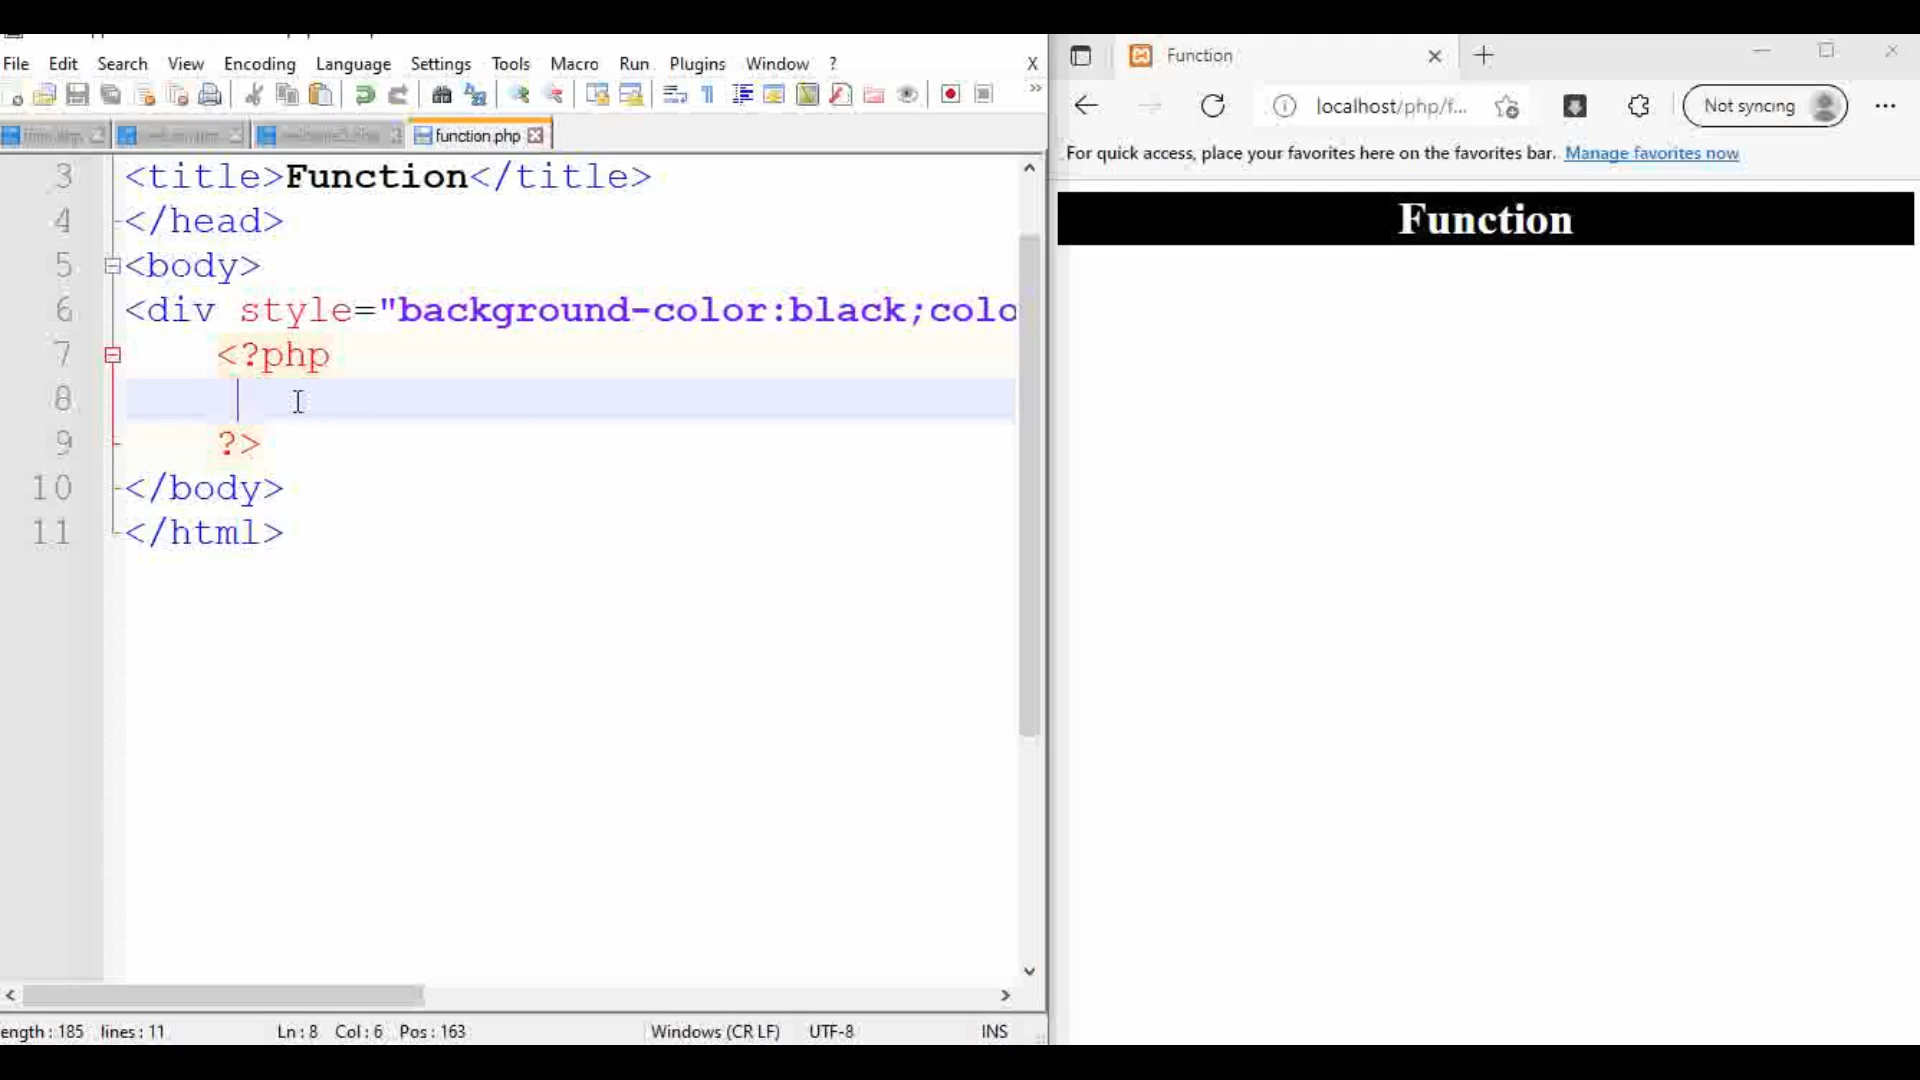 File Edit Search View Encoding Language Settings Tools Macro Run Plugins Window ? X
function.php
3 <title>Function</title>
4 </head>
5 <body>
6 <div style="background-color:black;colo
7 <?php
8
9 ?>
10 </body>
11 </html>
ength : 185 lines : 11 Ln : 8 Col : 6 Pos : 163 Windows (CR LF) UTF-8 INS
Function
localhost/php/f... Not syncing
For quick access, place your favorites here on the favorites bar. Manage favorites now
Function